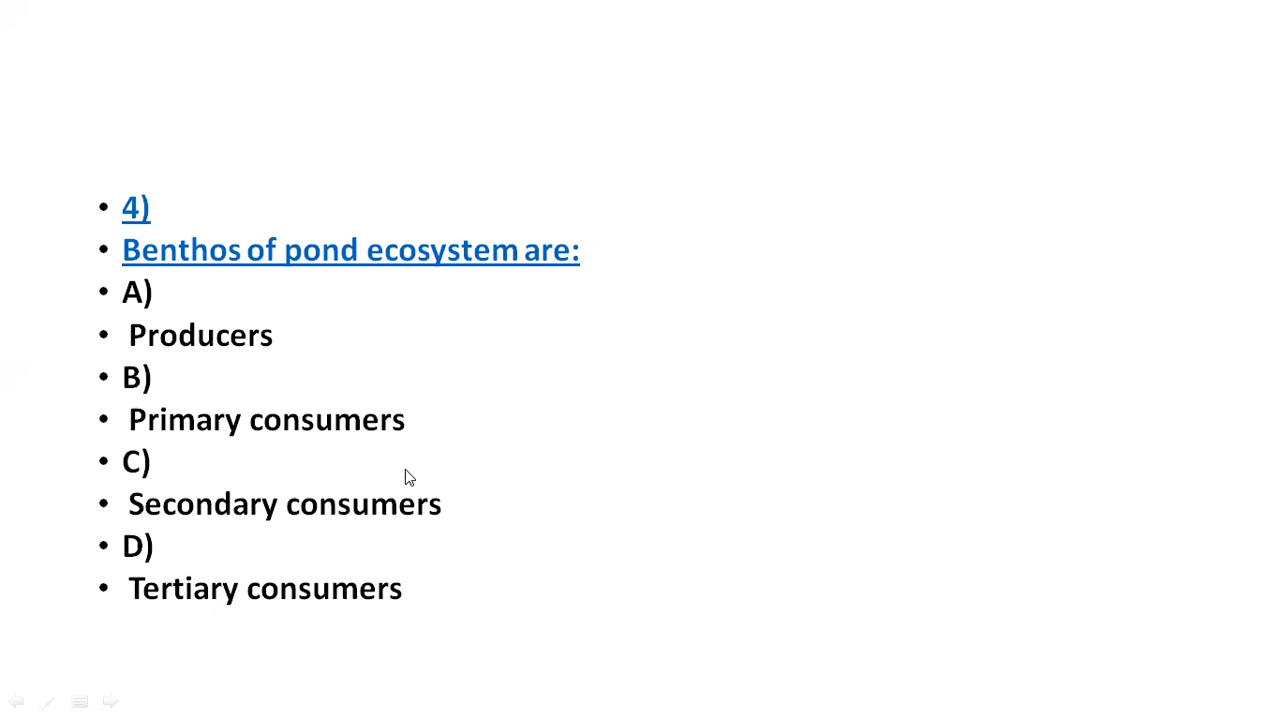 • 4)
• Benthos of pond ecosystem are:
• A)
• Producers
• B)
• Primary consumers
• C)
• Secondary consumers
• D)
• Tertiary consumers